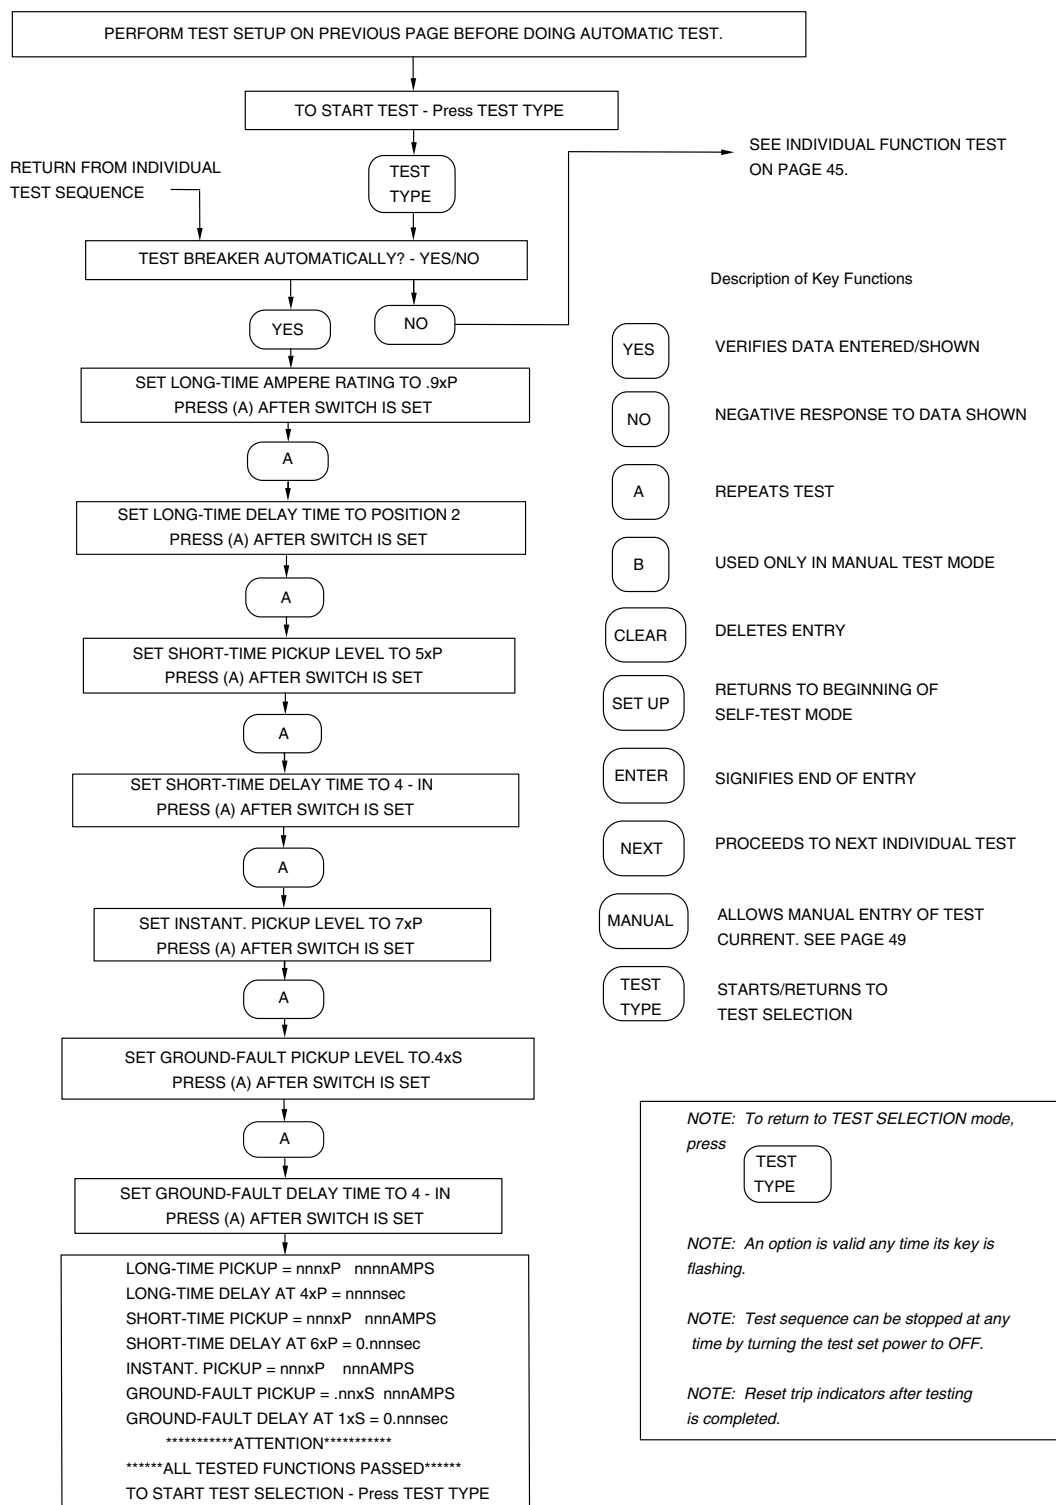 PERFORM TEST SETUP ON PREVIOUS PAGE BEFORE DOING AUTOMATIC TEST.
TO START TEST - Press TEST TYPE
TEST
TYPE
SEE INDIVIDUAL FUNCTION TEST
ON PAGE 45.
RETURN FROM INDIVIDUAL
TEST SEQUENCE
TEST BREAKER AUTOMATICALLY? - YES/NO
YES
NO
SET LONG-TIME AMPERE RATING TO .9xP
PRESS (A) AFTER SWITCH IS SET
A
SET LONG-TIME DELAY TIME TO POSITION 2
PRESS (A) AFTER SWITCH IS SET
A
SET SHORT-TIME PICKUP LEVEL TO 5xP
PRESS (A) AFTER SWITCH IS SET
A
SET SHORT-TIME DELAY TIME TO 4 - IN
PRESS (A) AFTER SWITCH IS SET
A
SET INSTANT. PICKUP LEVEL TO 7xP
PRESS (A) AFTER SWITCH IS SET
A
SET GROUND-FAULT PICKUP LEVEL TO.4xS
PRESS (A) AFTER SWITCH IS SET
A
SET GROUND-FAULT DELAY TIME TO 4 - IN
PRESS (A) AFTER SWITCH IS SET
LONG-TIME PICKUP = nnnxP nnnnAMPS
LONG-TIME DELAY AT 4xP = nnnnsec
SHORT-TIME PICKUP = nnnxP nnnAMPS
SHORT-TIME DELAY AT 6xP = 0.nnnsec
INSTANT. PICKUP = nnnxP nnnAMPS
GROUND-FAULT PICKUP = .nnxS nnnAMPS
GROUND-FAULT DELAY AT 1xS = 0.nnnsec
***********ATTENTION***********
******ALL TESTED FUNCTIONS PASSED******
TO START TEST SELECTION - Press TEST TYPE
Description of Key Functions
YES VERIFIES DATA ENTERED/SHOWN
NO NEGATIVE RESPONSE TO DATA SHOWN
A REPEATS TEST
B USED ONLY IN MANUAL TEST MODE
CLEAR DELETES ENTRY
SET UP RETURNS TO BEGINNING OF
SELF-TEST MODE
ENTER SIGNIFIES END OF ENTRY
NEXT PROCEEDS TO NEXT INDIVIDUAL TEST
MANUAL ALLOWS MANUAL ENTRY OF TEST
CURRENT. SEE PAGE 49
TEST STARTS/RETURNS TO
TYPE TEST SELECTION
NOTE: To return to TEST SELECTION mode,
press
TEST
TYPE
NOTE: An option is valid any time its key is
flashing.
NOTE: Test sequence can be stopped at any
time by turning the test set power to OFF.
NOTE: Reset trip indicators after testing
is completed.